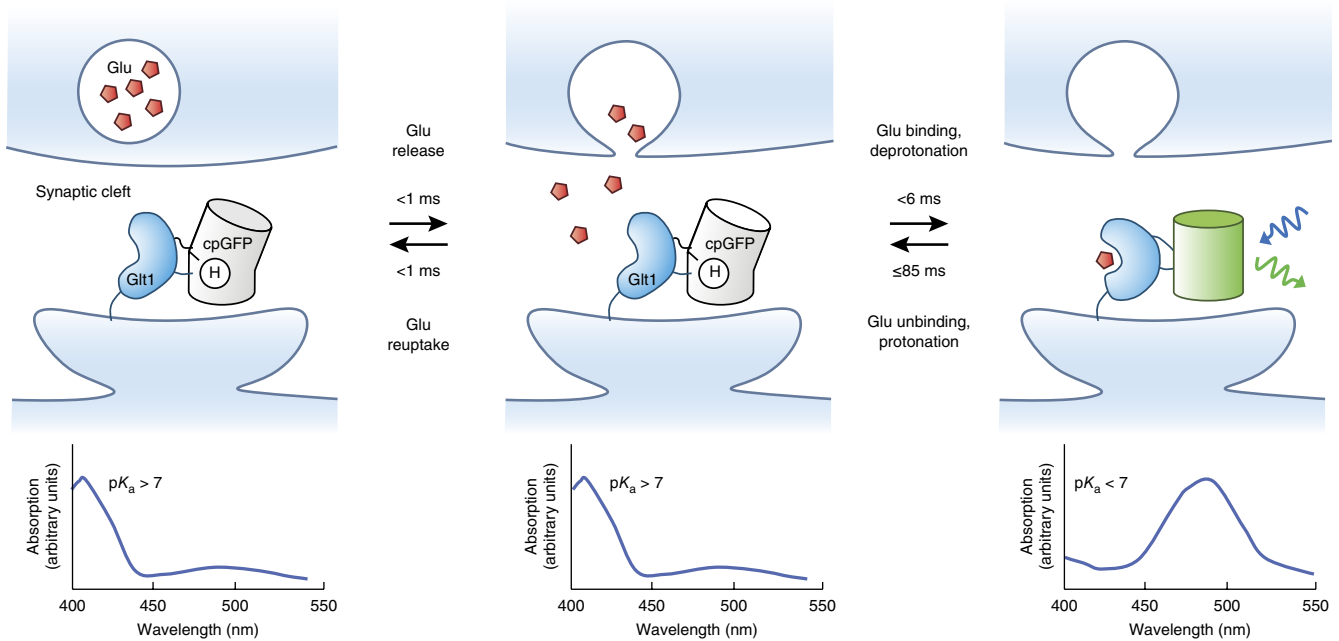 Glu
Synaptic cleft
cpGFP
H
Glt1
Glu
release
<1 ms
<1 ms
Glu
reuptake
cpGFP
H
Glt1
Glu binding,
deprotonation
<6 ms
≤85 ms
Glu unbinding,
protonation
Absorption
(arbitrary units)
pKa > 7
400 450 500 550
Wavelength (nm)
Absorption
(arbitrary units)
pKa > 7
400 450 500 550
Wavelength (nm)
Absorption
(arbitrary units)
pKa < 7
400 450 500 550
Wavelength (nm)